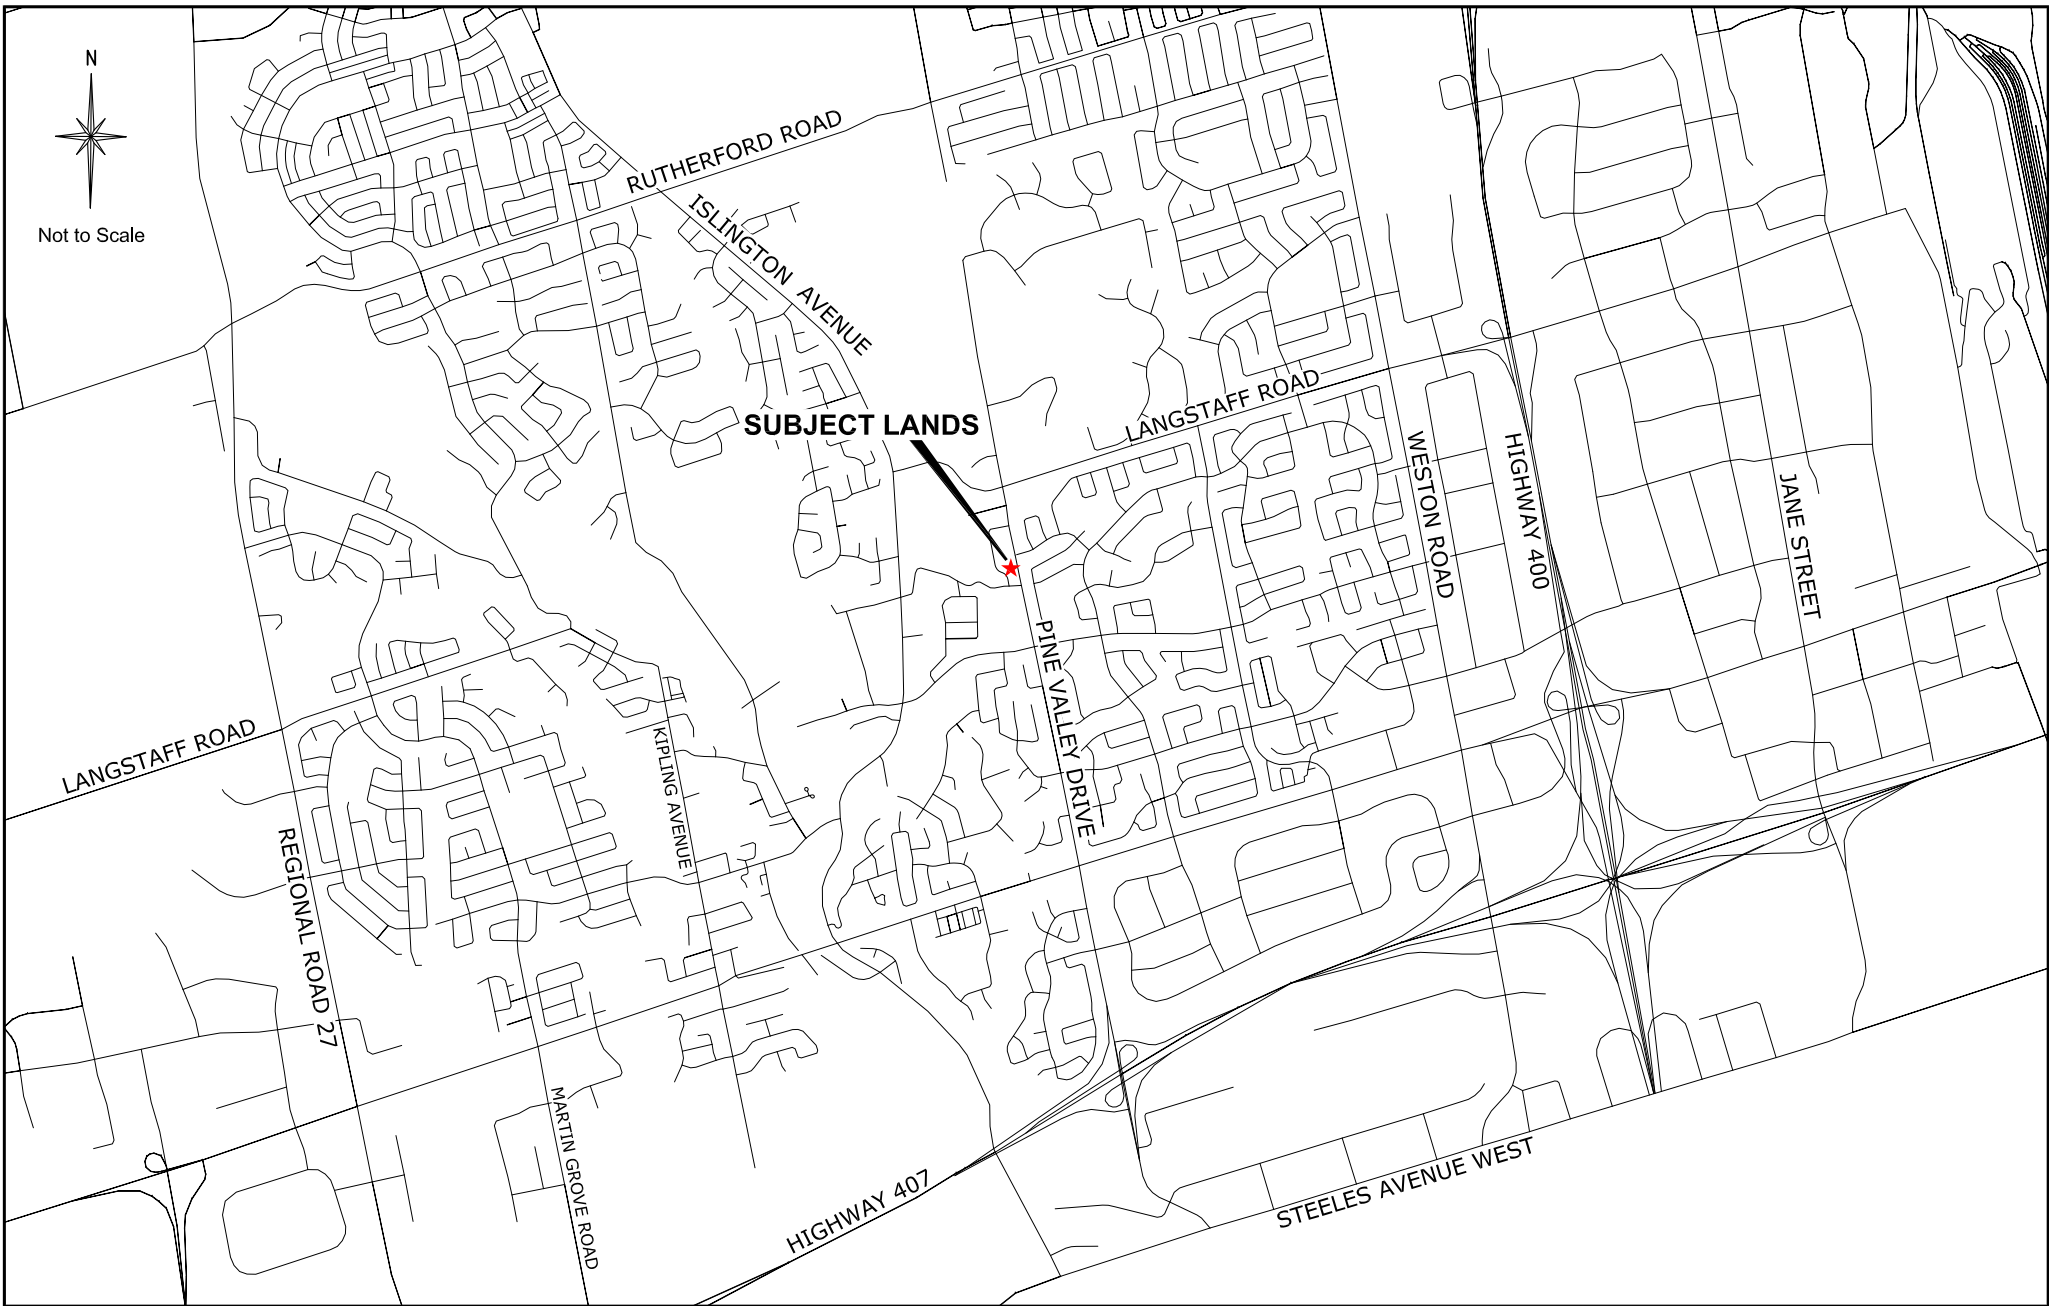 N
Not to Scale
RUTHERFORD ROAD
ISLINGTON AVENUE
SUBJECT LANDS
LANGSTAFF ROAD
WESTON ROAD
HIGHWAY 400
JANE STREET
PINE VALLEY DRIVE
LANGSTAFF ROAD
KIPLING AVENUE
REGIONAL ROAD 27
MARTIN GROVE ROAD
HIGHWAY 407
STEELES AVENUE WEST